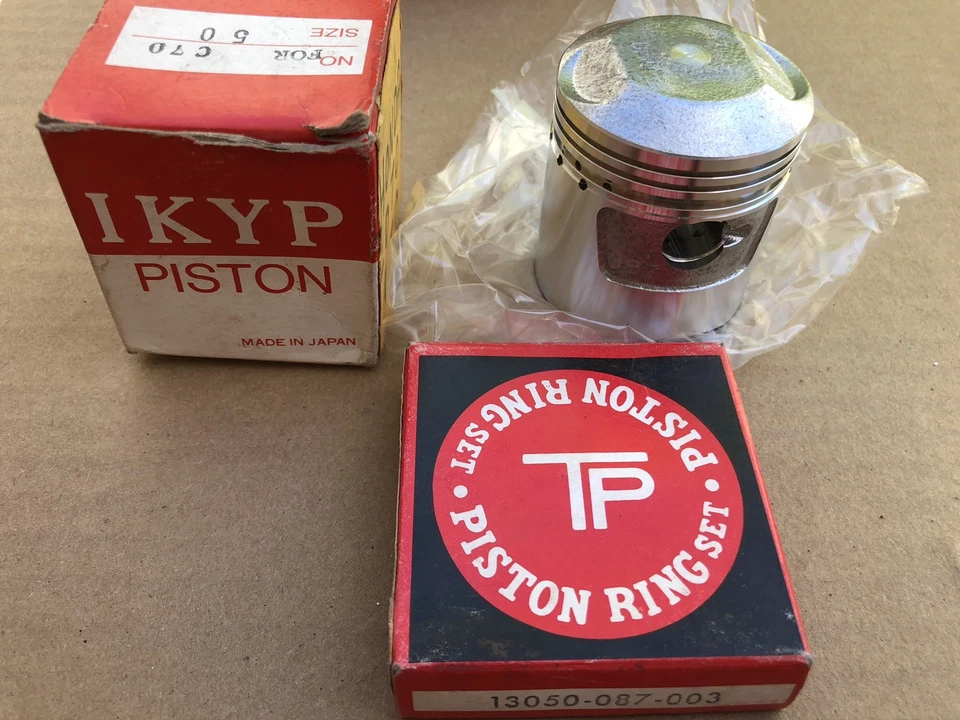 NO.
FOR C70
SIZE 50
IKYP
PISTON
MADE IN JAPAN
PISTON RING SET • PISTON RING SET •
TP
13050-087-003